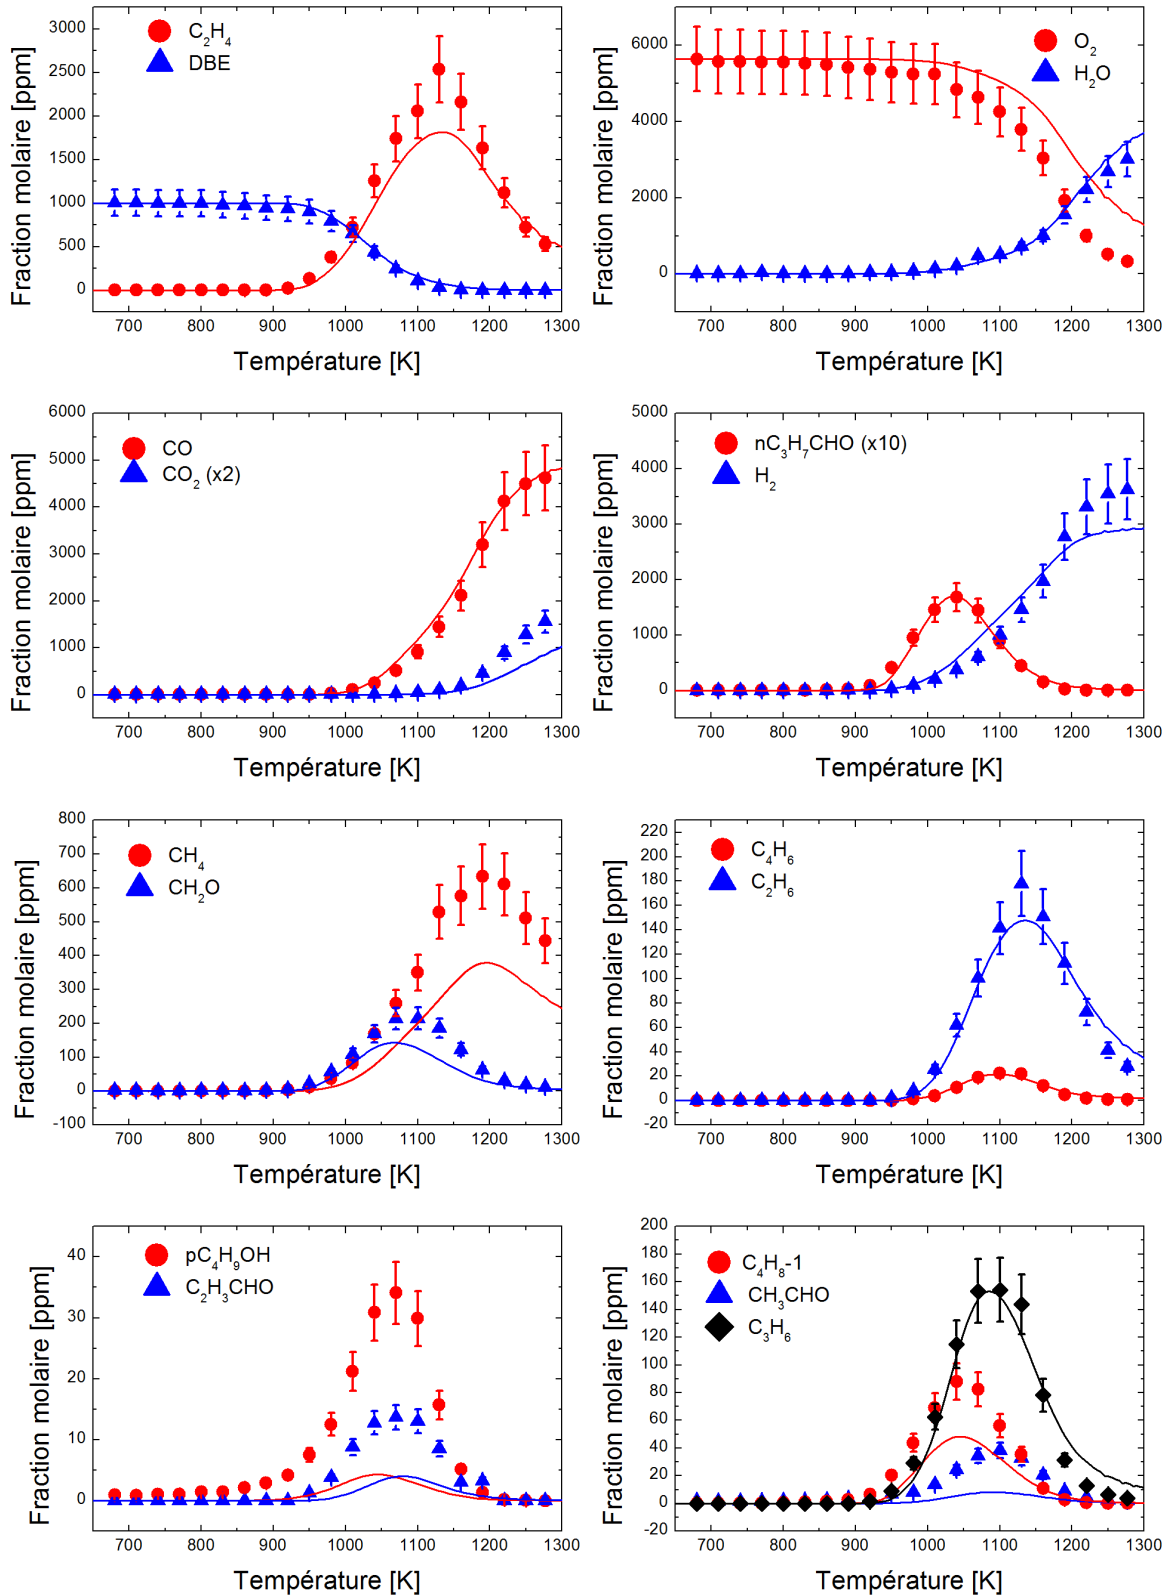 Fraction molaire [ppm]
3000
2500
2000
1500
1000
500
0
C₂H₄
DBE
700 800 900 1000 1100 1200 1300
Température [K]
Fraction molaire [ppm]
6000
4000
2000
0
O₂
H₂O
700 800 900 1000 1100 1200 1300
Température [K]
Fraction molaire [ppm]
6000
5000
4000
3000
2000
1000
0
CO
CO₂ (x2)
700 800 900 1000 1100 1200 1300
Température [K]
Fraction molaire [ppm]
5000
4000
3000
2000
1000
0
nC₃H₇CHO (x10)
H₂
700 800 900 1000 1100 1200 1300
Température [K]
Fraction molaire [ppm]
800
700
600
500
400
300
200
100
0
-100
CH₄
CH₂O
700 800 900 1000 1100 1200 1300
Température [K]
Fraction molaire [ppm]
220
200
180
160
140
120
100
80
60
40
20
0
-20
C₄H₆
C₂H₆
700 800 900 1000 1100 1200 1300
Température [K]
Fraction molaire [ppm]
40
30
20
10
0
pC₄H₉OH
C₂H₃CHO
700 800 900 1000 1100 1200 1300
Température [K]
Fraction molaire [ppm]
200
180
160
140
120
100
80
60
40
20
0
-20
C₄H₈-1
CH₃CHO
C₃H₆
700 800 900 1000 1100 1200 1300
Température [K]